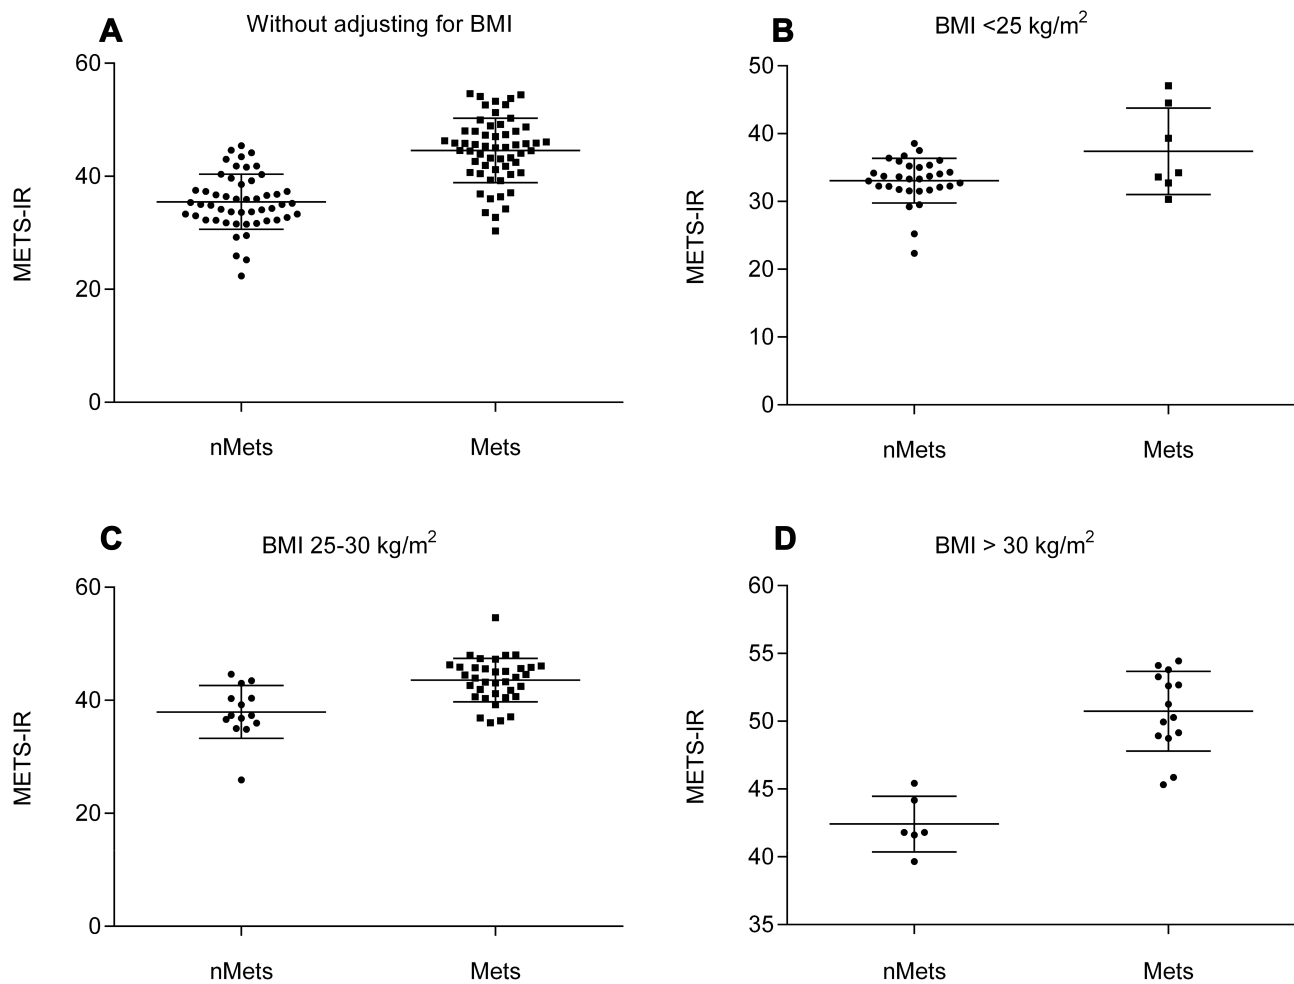 A
Without adjusting for BMI
METS-IR
60
40
20
0
nMets
Mets
B
BMI <25 kg/m²
METS-IR
50
40
30
20
10
0
nMets
Mets
C
BMI 25-30 kg/m²
METS-IR
60
40
20
0
nMets
Mets
D
BMI > 30 kg/m²
METS-IR
60
55
50
45
40
35
nMets
Mets